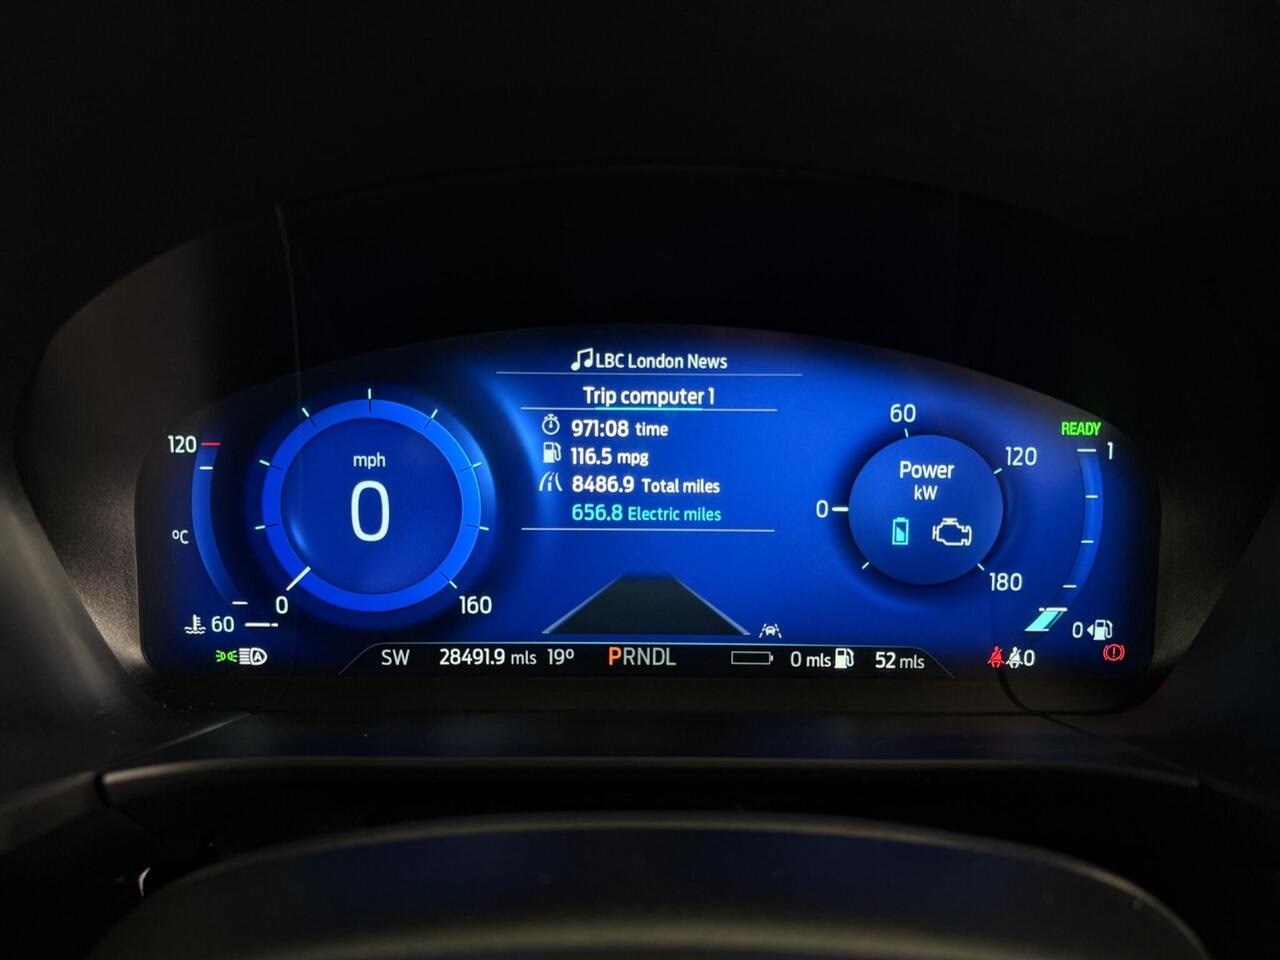 LBC London News
Trip computer 1
971:08 time
116.5 mpg
8486.9 Total miles
656.8 Electric miles
120
°C
60
mph
0
0
160
60
0
120
180
Power
kW
READY
1
0
SW 28491.9 mls 19° PRNDL 0 mls 52 mls
0